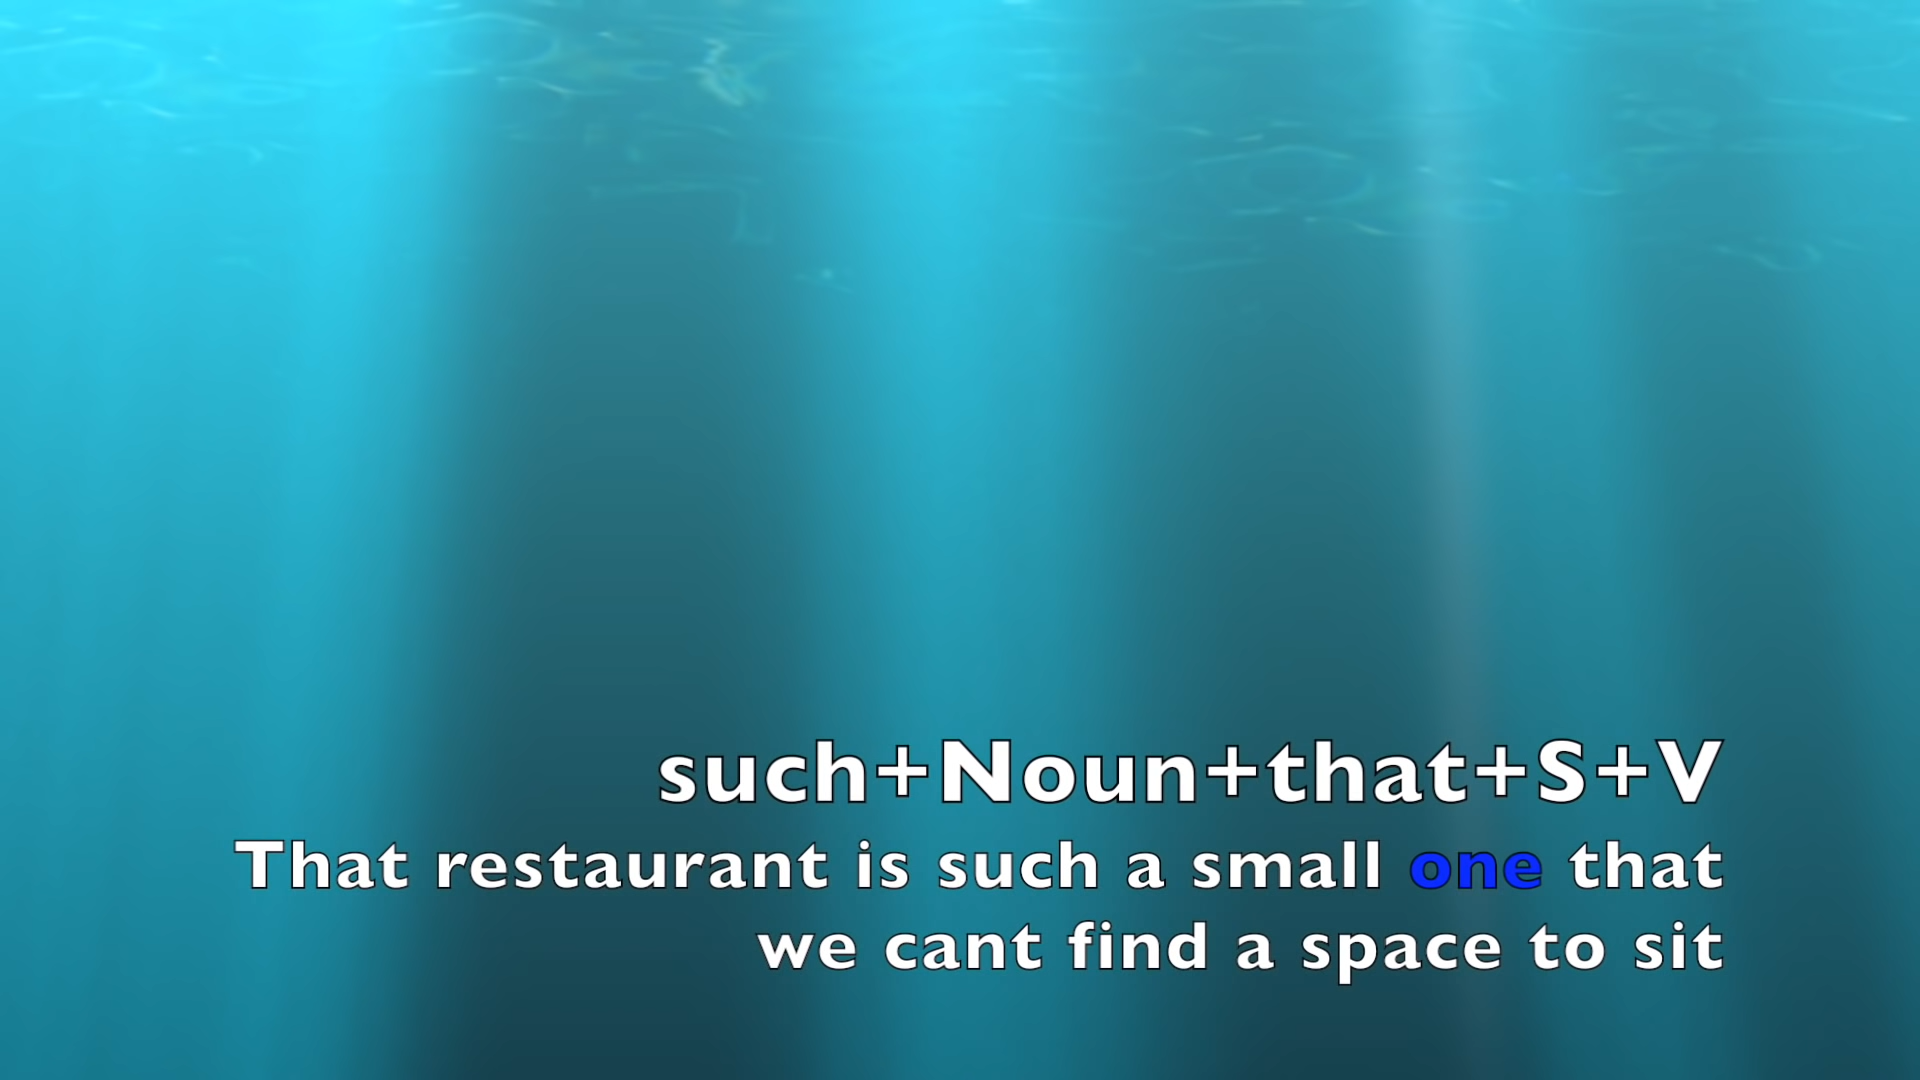 such+Noun+that+S+V
That restaurant is such a small one that
we cant find a space to sit